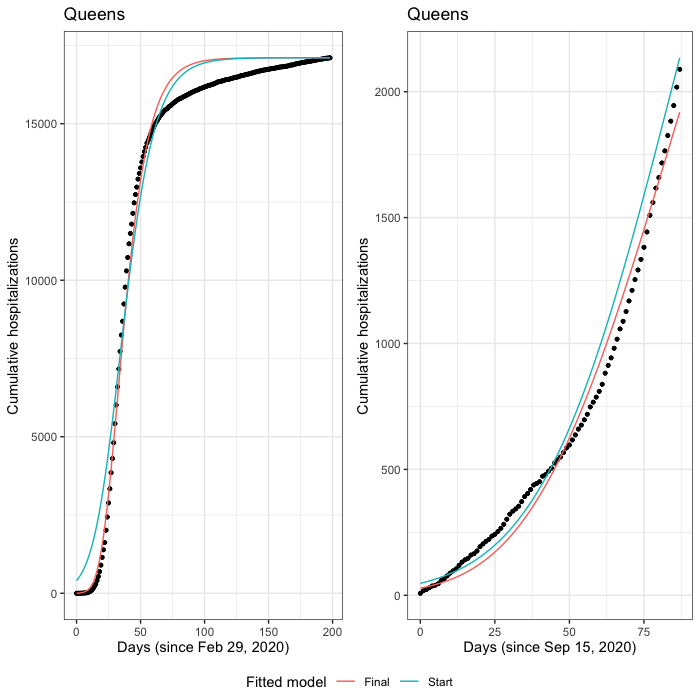 Queens
Cumulative hospitalizations
15000
10000
5000
0
0 50 100 150 200
Days (since Feb 29, 2020)
Queens
Cumulative hospitalizations
2000
1500
1000
500
0
0 25 50 75
Days (since Sep 15, 2020)
Fitted model Final Start